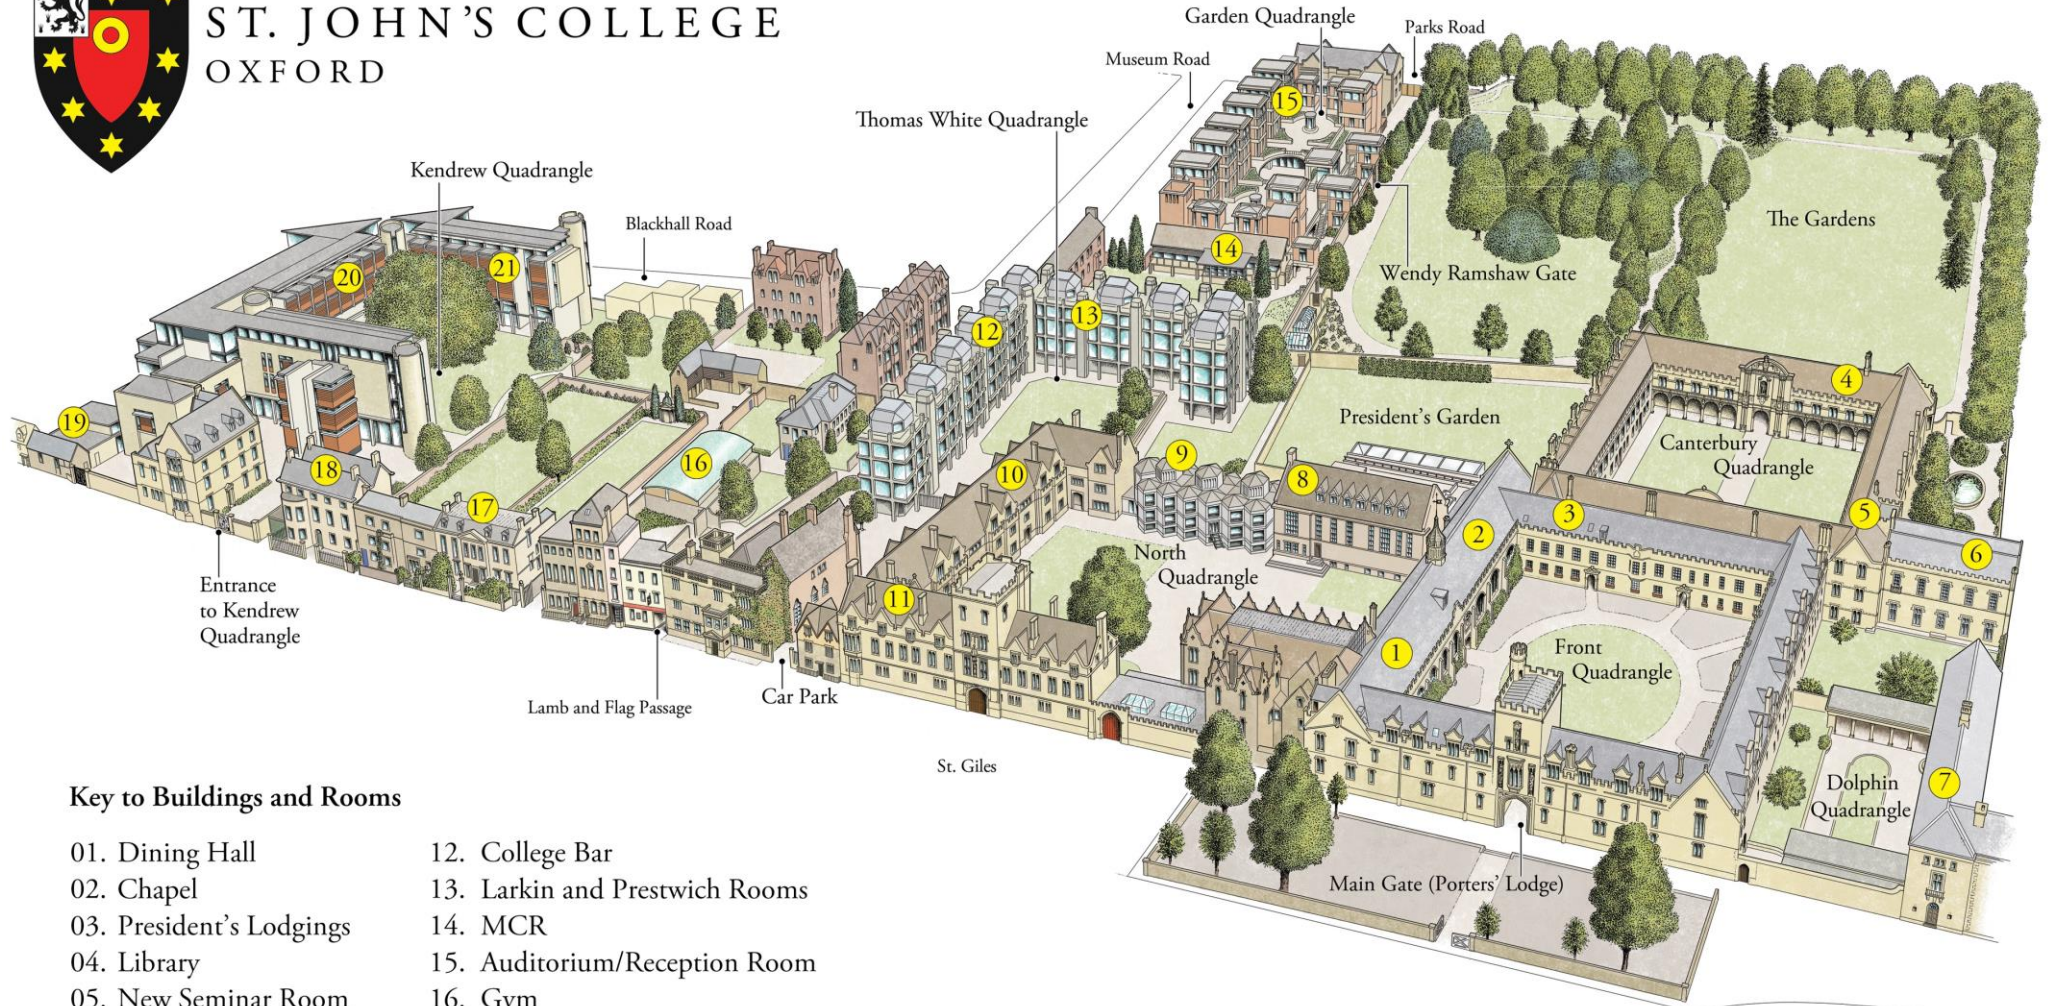 ST. JOHN'S COLLEGE
OXFORD
Garden Quadrangle
Parks Road
Museum Road
Thomas White Quadrangle
Kendrew Quadrangle
Blackhall Road
The Gardens
Wendy Ramshaw Gate
President's Garden
Canterbury
Quadrangle
North
Quadrangle
Front
Quadrangle
Dolphin
Quadrangle
Entrance
to Kendrew
Quadrangle
Lamb and Flag Passage
Car Park
St. Giles
Main Gate (Porters' Lodge)
15
14
13
12
21
20
19
18
17
16
10
9
8
11
4
3
2
5
6
1
7
Key to Buildings and Rooms
01. Dining Hall
02. Chapel
03. President's Lodgings
04. Library
05. New Seminar Room
12. College Bar
13. Larkin and Prestwich Rooms
14. MCR
15. Auditorium/Reception Room
16. Gym